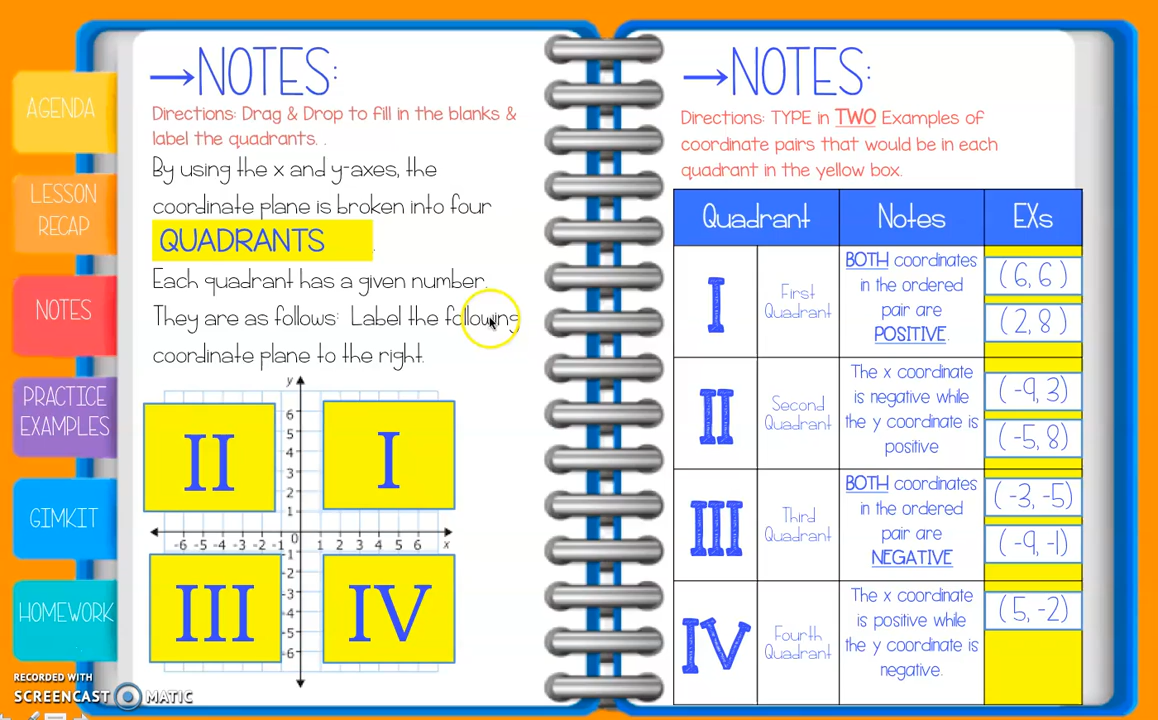 AGENDA
LESSON
RECAP
NOTES
PRACTICE
EXAMPLES
GIMKIT
HOMEWORK
→NOTES:
Directions: Drag & Drop to fill in the blanks &
label the quadrants. .
By using the x and y-axes, the
coordinate plane is broken into four
QUADRANTS .
Each quadrant has a given number.
They are as follows: Label the following
coordinate plane to the right.
y
II
I
6
5
4
3
2
1
-6 -5 -4 -3 -2 -1 0 1 2 3 4 5 6 x
-1
-2
-3
-4
-5
-6
III
IV
→NOTES:
Directions: TYPE in TWO Examples of
coordinate pairs that would be in each
quadrant in the yellow box.
Quadrant Notes EXs
I
First
Quadrant
BOTH coordinates
in the ordered
pair are
POSITIVE.
( 6, 6 )
( 2, 8 )
II
Second
Quadrant
The x coordinate
is negative while
the y coordinate is
positive
( -9, 3 )
( -5, 8 )
III
Third
Quadrant
BOTH coordinates
in the ordered
pair are
NEGATIVE
( -3, -5 )
( -9, -1 )
IV
Fourth
Quadrant
The x coordinate
is positive while
the y coordinate is
negative.
( 5, -2 )
RECORDED WITH
SCREENCAST MATIC